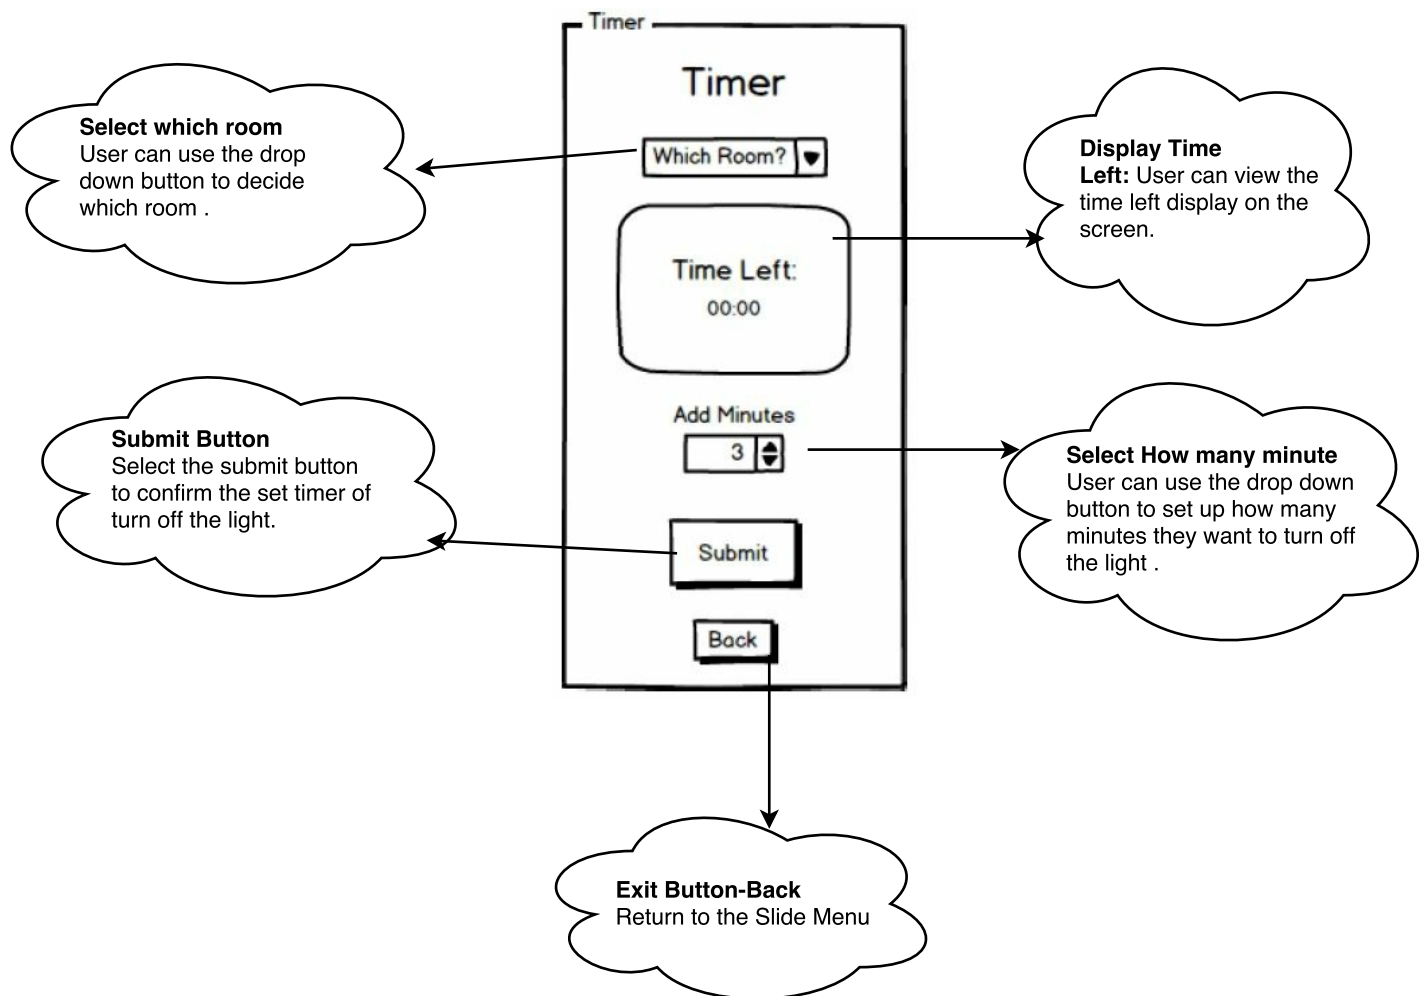 Timer
Timer
Which Room?
Time Left:
00:00
Add Minutes
3
Submit
Back
Select which room
User can use the drop
down button to decide
which room .
Display Time
Left: User can view the
time left display on the
screen.
Submit Button
Select the submit button
to confirm the set timer of
turn off the light.
Select How many minute
User can use the drop down
button to set up how many
minutes they want to turn off
the light .
Exit Button-Back
Return to the Slide Menu